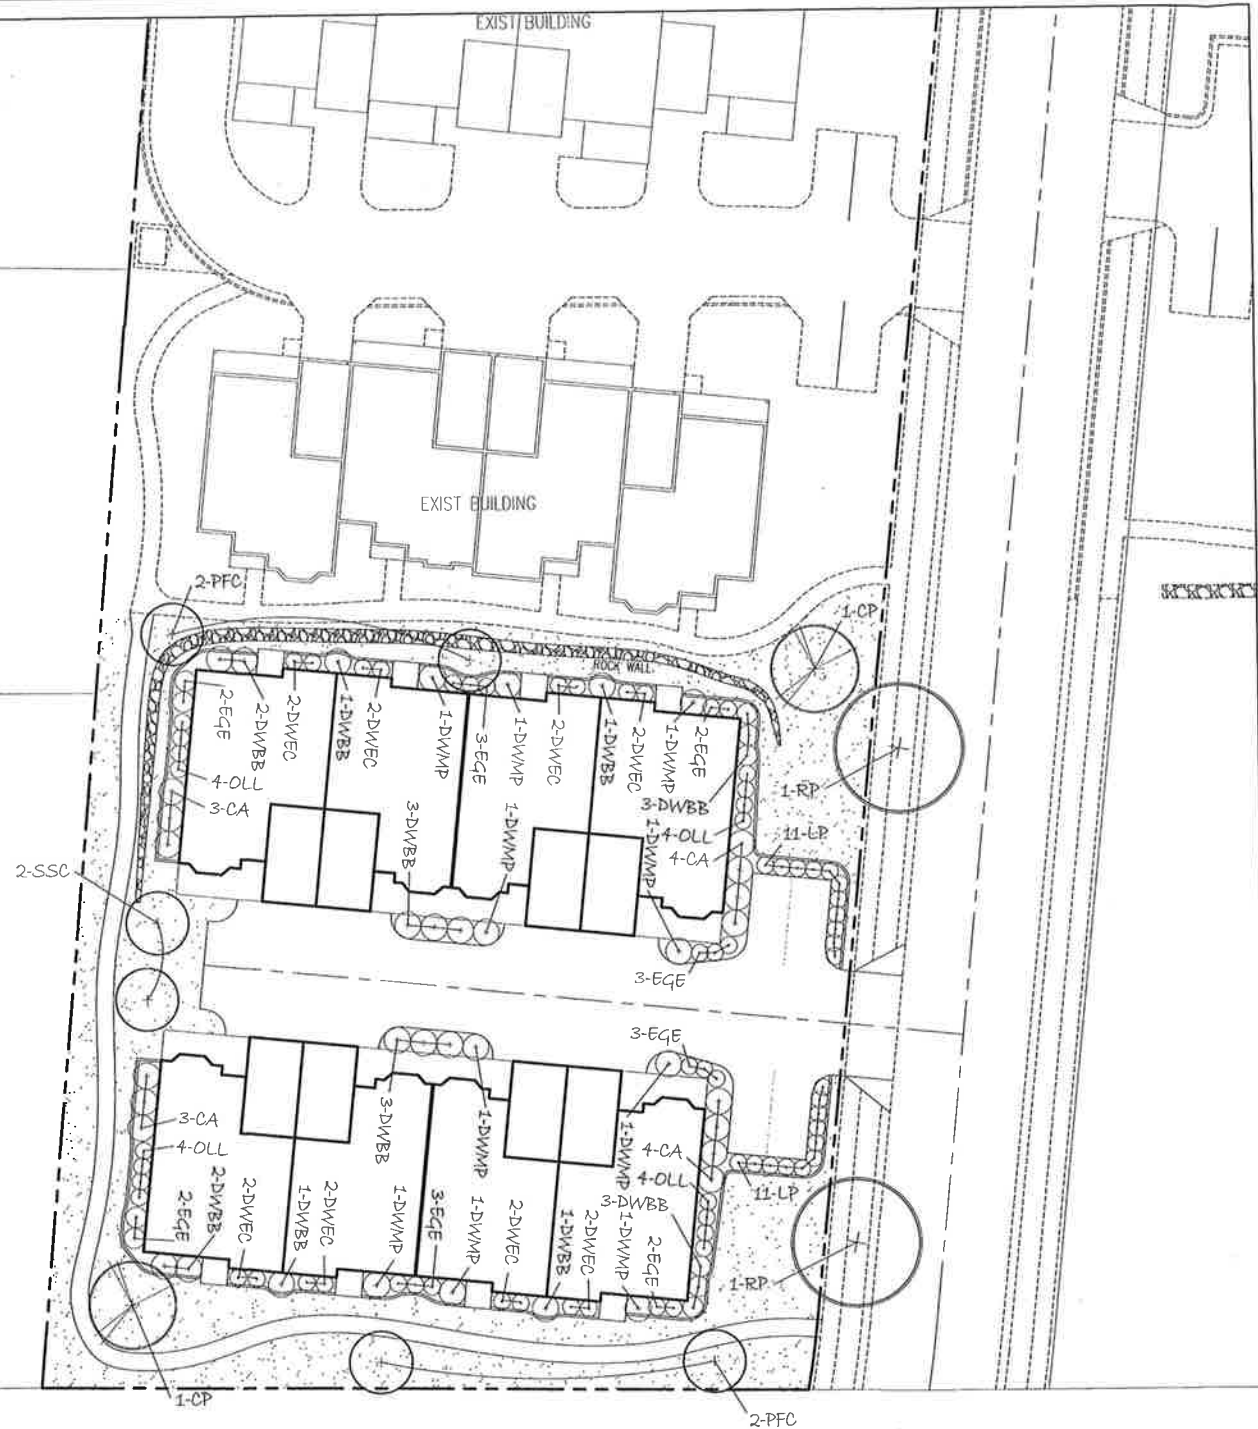 EXIST BUILDING
EXIST BUILDING
2-PFC
1-CP
ROCK WALL
2-EGE
2-DWBB
2-DWEC
1-DWBB
2-DWEC
1-DWMP
3-EGE
1-DWMP
2-DWEC
1-DWBB
2-DWEC
1-DWMP
2-EGE
4-OLL
3-CA
1-RP
3-DWBB
4-OLL
4-CA
11-LP
3-DWBB
1-DWMP
1-DWMP
2-SSC
3-EGE
3-EGE
3-CA
4-OLL
3-DWBB
1-DWMP
1-DWMP
4-CA
4-OLL
3-DWBB
11-LP
2-EGE
2-DWBB
2-DWEC
1-DWBB
2-DWEC
1-DWMP
3-EGE
1-DWMP
2-DWEC
1-DWBB
2-DWEC
1-DWMP
2-EGE
1-RP
1-CP
2-PFC